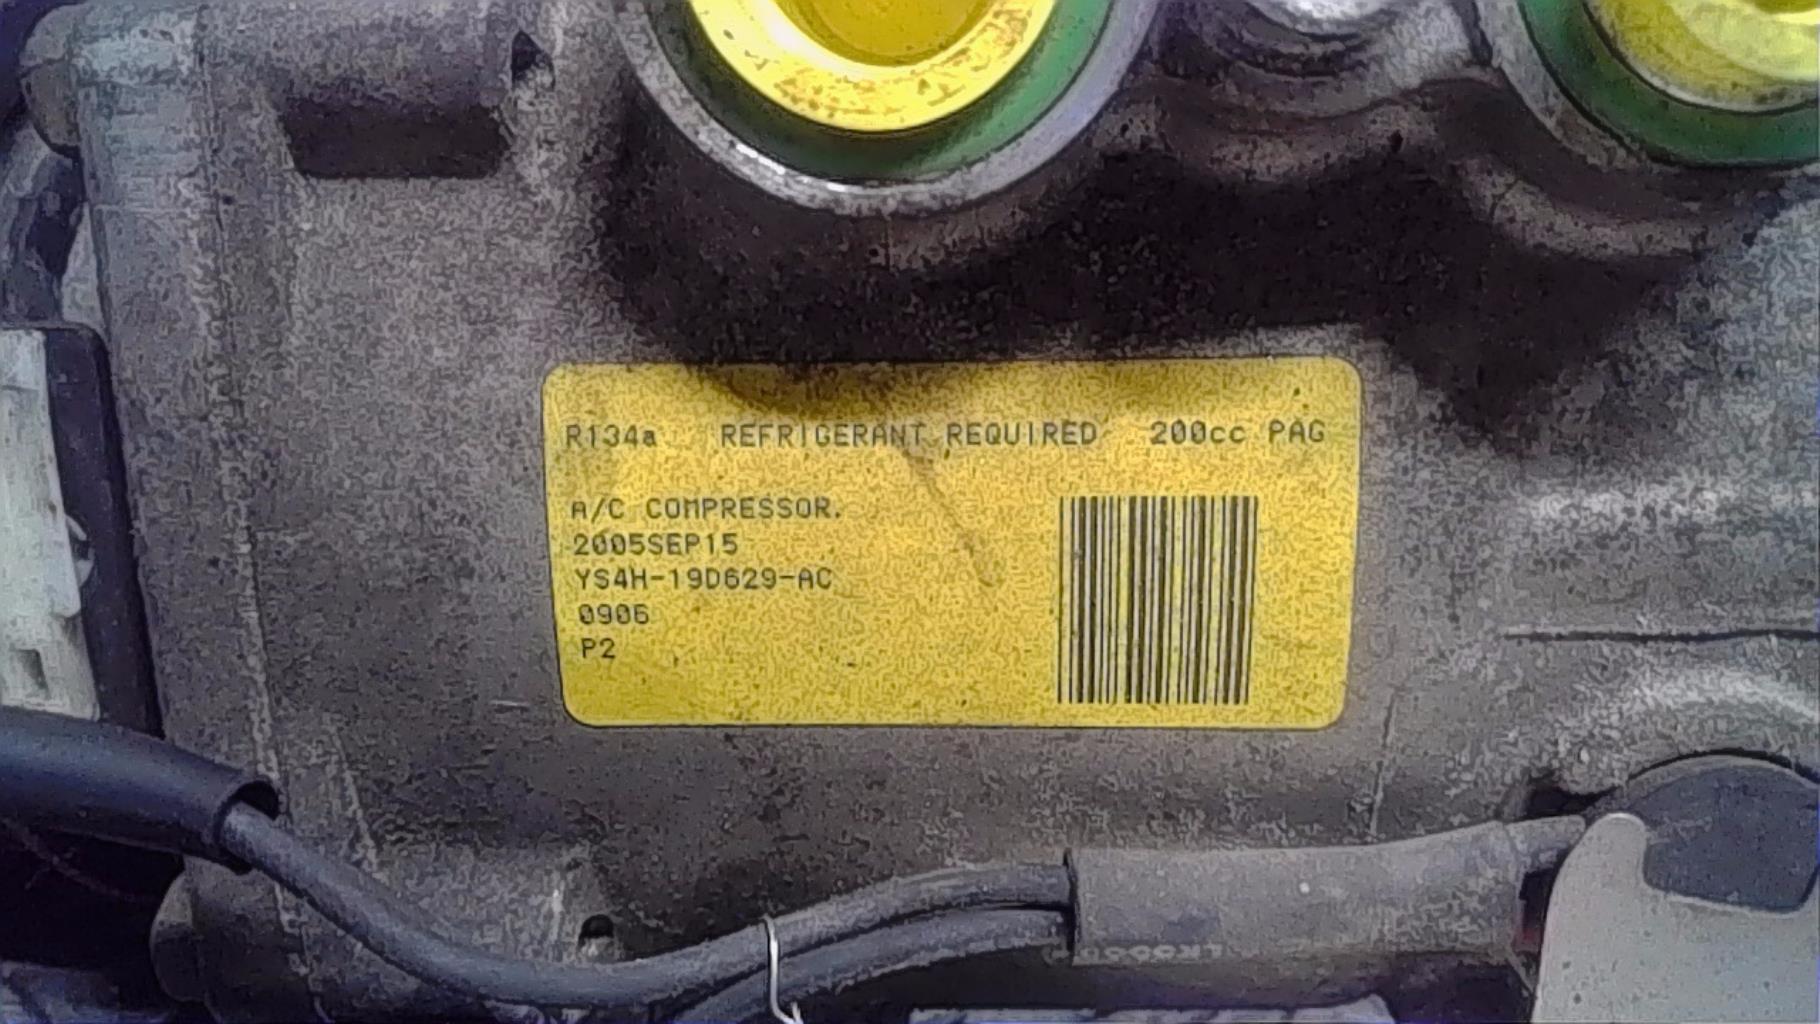 R134a REFRIGERANT REQUIRED 200cc PAG
A/C COMPRESSOR.
2005SEP15
YS4H-19D629-AC
0906
P2